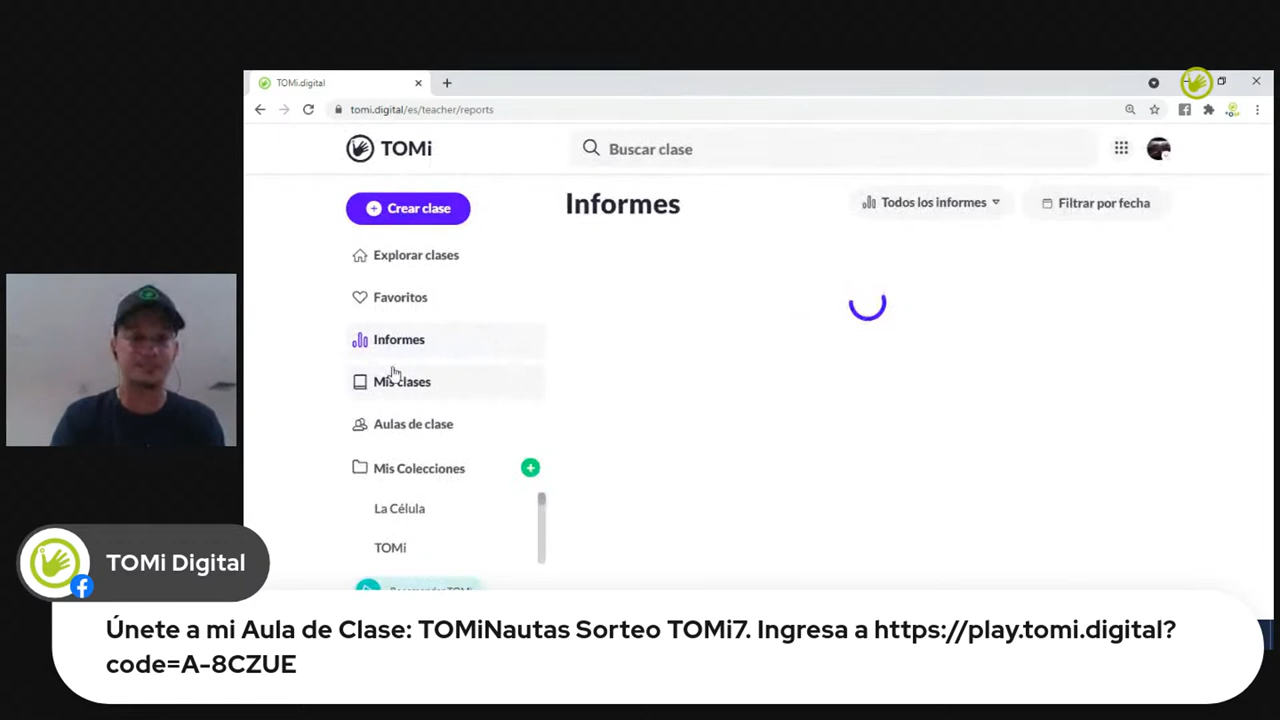 TOMi.digital
tomi.digital/es/teacher/reports
TOMi
Buscar clase
Crear clase
Informes
Todos los informes
Filtrar por fecha
Explorar clases
Favoritos
Informes
Mis clases
Aulas de clase
Mis Colecciones
La Célula
TOMi
Recomendar TOMi
TOMi Digital
Únete a mi Aula de Clase: TOMiNautas Sorteo TOMi7. Ingresa a https://play.tomi.digital?
code=A-8CZUE